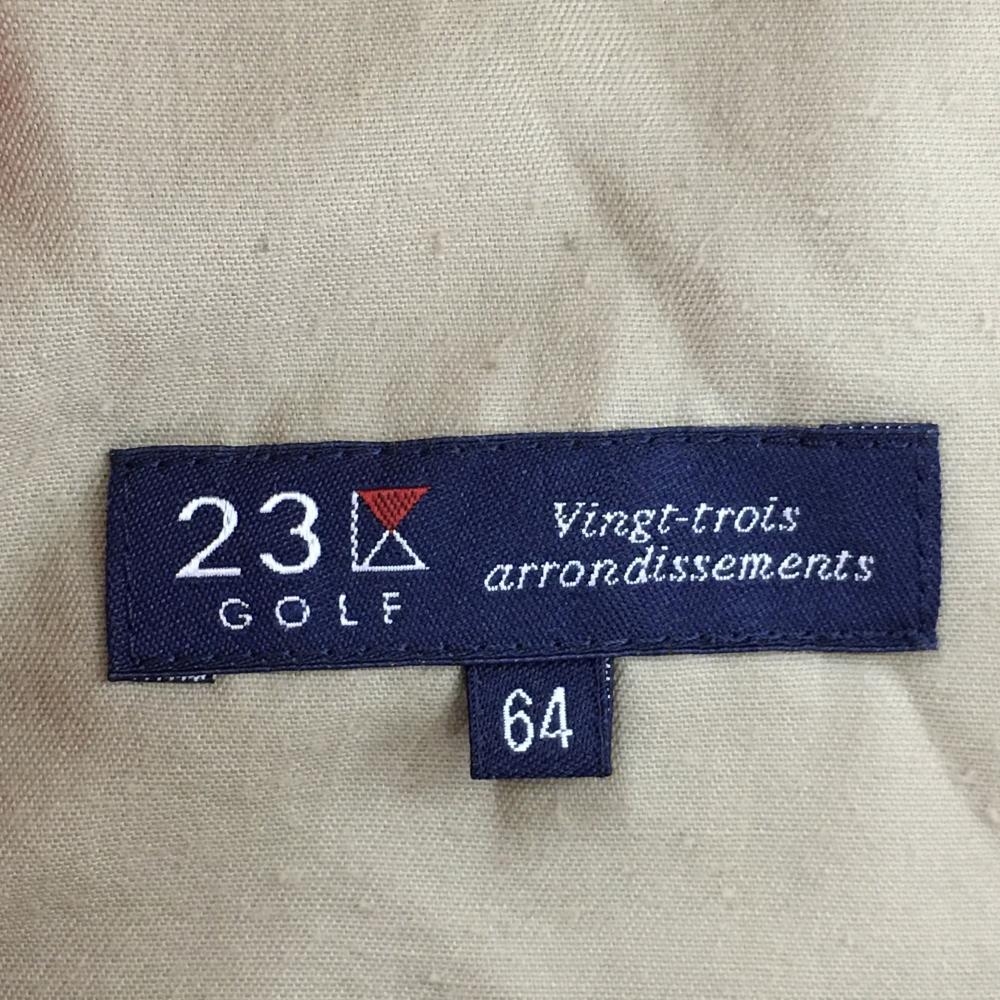 23
GOLF
Vingt-trois
arrondissements
64